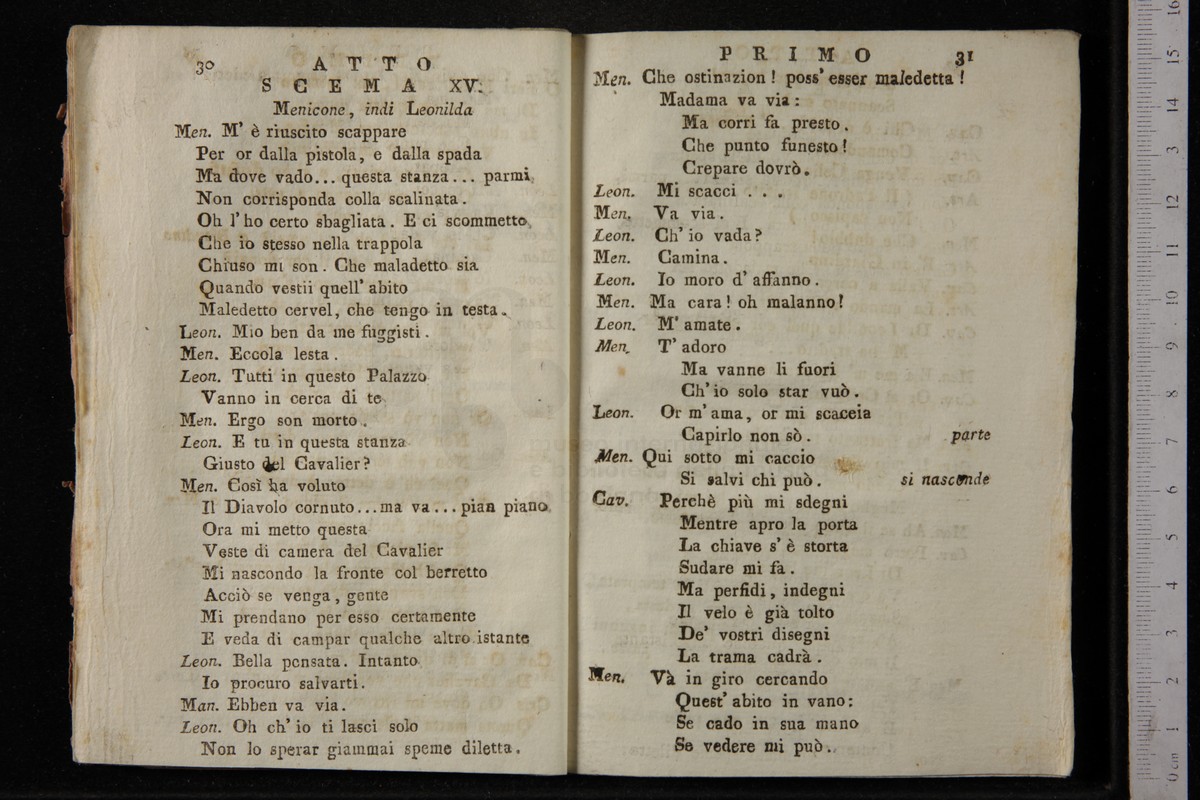 30 ATTO
SCEMA XV.
Menicone, indi Leonilda
Men. M' è riuscito scappare
Per or dalla pistola, e dalla spada
Ma dove vado... questa stanza... parmi
Non corrisponda colla scalinata.
Oh l' ho certo sbagliata. E ci scommetto,
Che io stesso nella trappola
Chiuso mi son. Che maladetto sia
Quando vestii quell' abito
Maledetto cervel, che tengo in testa.
Leon. Mio ben da me fuggisti.
Men. Eccola lesta.
Leon. Tutti in questo Palazzo
Vanno in cerca di te
Men. Ergo son morto.
Leon. E tu in questa stanza
Giusto del Cavalier?
Men. Così ha voluto
Il Diavolo cornuto... ma va... pian piano
Ora mi metto questa
Veste di camera del Cavalier
Mi nascondo la fronte col berretto
Acciò se venga, gente
Mi prendano per esso certamente
E veda di campar qualche altro istante
Leon. Bella pensata. Intanto
Io procuro salvarti.
Man. Ebben va via.
Leon. Oh ch' io ti lasci solo
Non lo sperar giammai speme diletta.
PRIMO 31
Men. Che ostinazion! poss' esser maledetta!
Madama va via:
Ma corri fa presto.
Che punto funesto!
Crepare dovrò.
Leon. Mi scacci . . .
Men. Va via.
Leon. Ch' io vada?
Men. Camina.
Leon. Io moro d' affanno.
Men. Ma cara! oh malanno!
Leon. M' amate.
Men. T' adoro
Ma vanne li fuori
Ch' io solo star vuò.
Leon. Or m' ama, or mi scaccia
Capirlo non sò. parte
Men. Qui sotto mi caccio
Si salvi chi può. si nasconde
Cav. Perchè più mi sdegni
Mentre apro la porta
La chiave s' è storta
Sudare mi fa.
Ma perfidi, indegni
Il velo è già tolto
De' vostri disegni
La trama cadrà.
Men. Và in giro cercando
Quest' abito in vano:
Se cado in sua mano
Se vedere mi può.